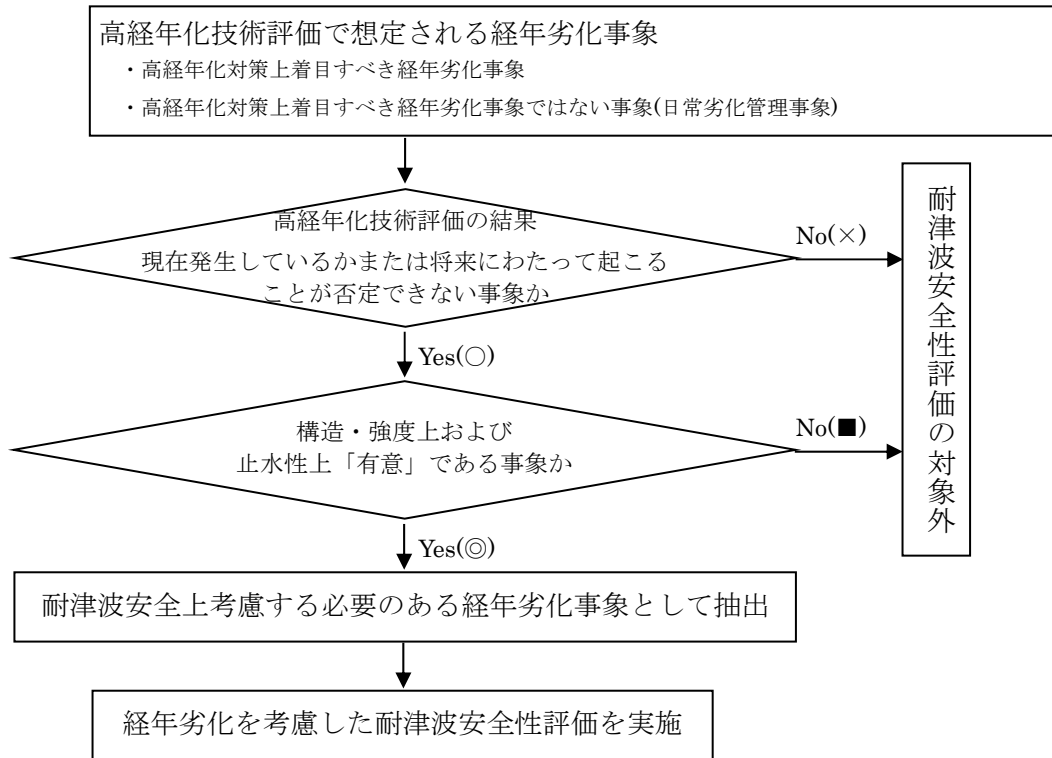 高経年化技術評価で想定される経年劣化事象
・高経年化対策上着目すべき経年劣化事象
・高経年化対策上着目すべき経年劣化事象ではない事象(日常劣化管理事象)
高経年化技術評価の結果
現在発生しているかまたは将来にわたって起こる
ことが否定できない事象か
No(×)
Yes(○)
構造・強度上および
止水性上「有意」である事象か
No(■)
Yes(◎)
耐津波安全性評価の対象外
耐津波安全上考慮する必要のある経年劣化事象として抽出
経年劣化を考慮した耐津波安全性評価を実施